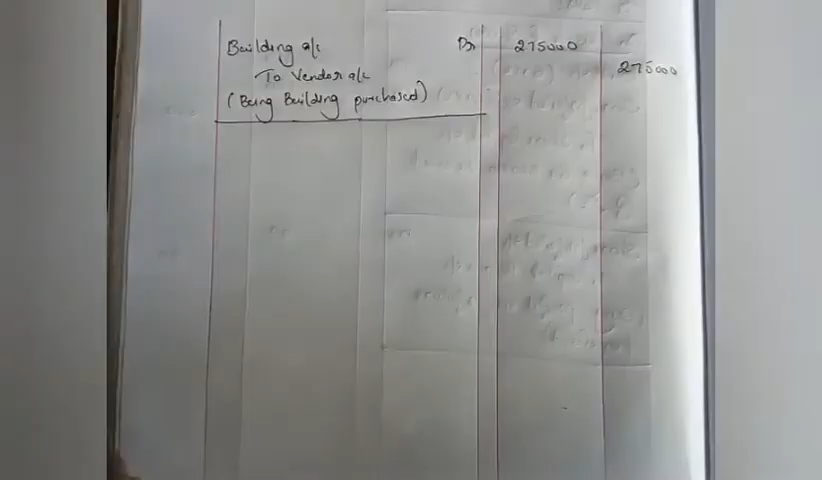 Building a/c Dr 275000
To Vendor a/c 275000
(Being Building purchased)